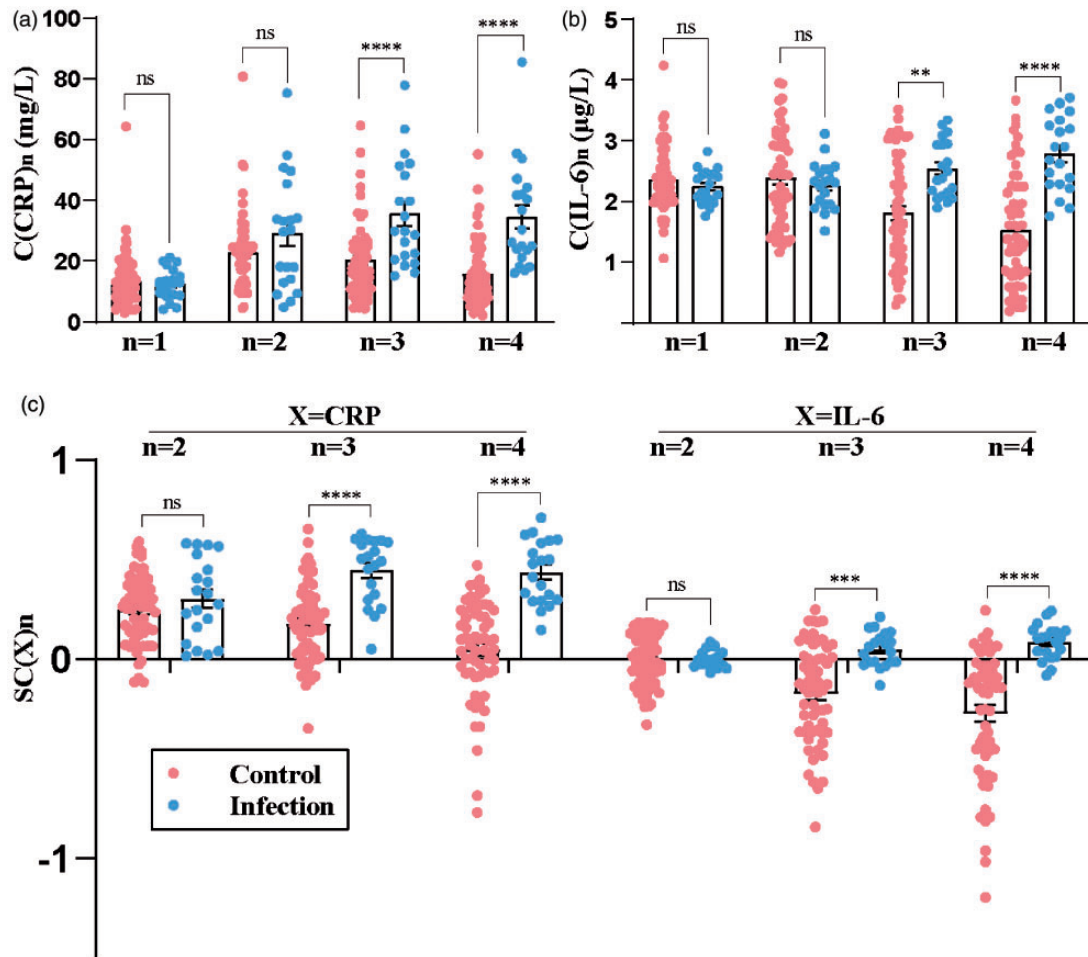 (a)
C(CRP)n (mg/L)
100
80
60
40
20
0
ns
ns
****
****
n=1
n=2
n=3
n=4
(b)
C(IL-6)n (µg/L)
5
4
3
2
1
ns
ns
**
****
n=1
n=2
n=3
n=4
(c)
X=CRP
X=IL-6
n=2
n=3
n=4
n=2
n=3
n=4
SC(X)n
1
0
-1
ns
****
****
ns
***
****
Control
Infection